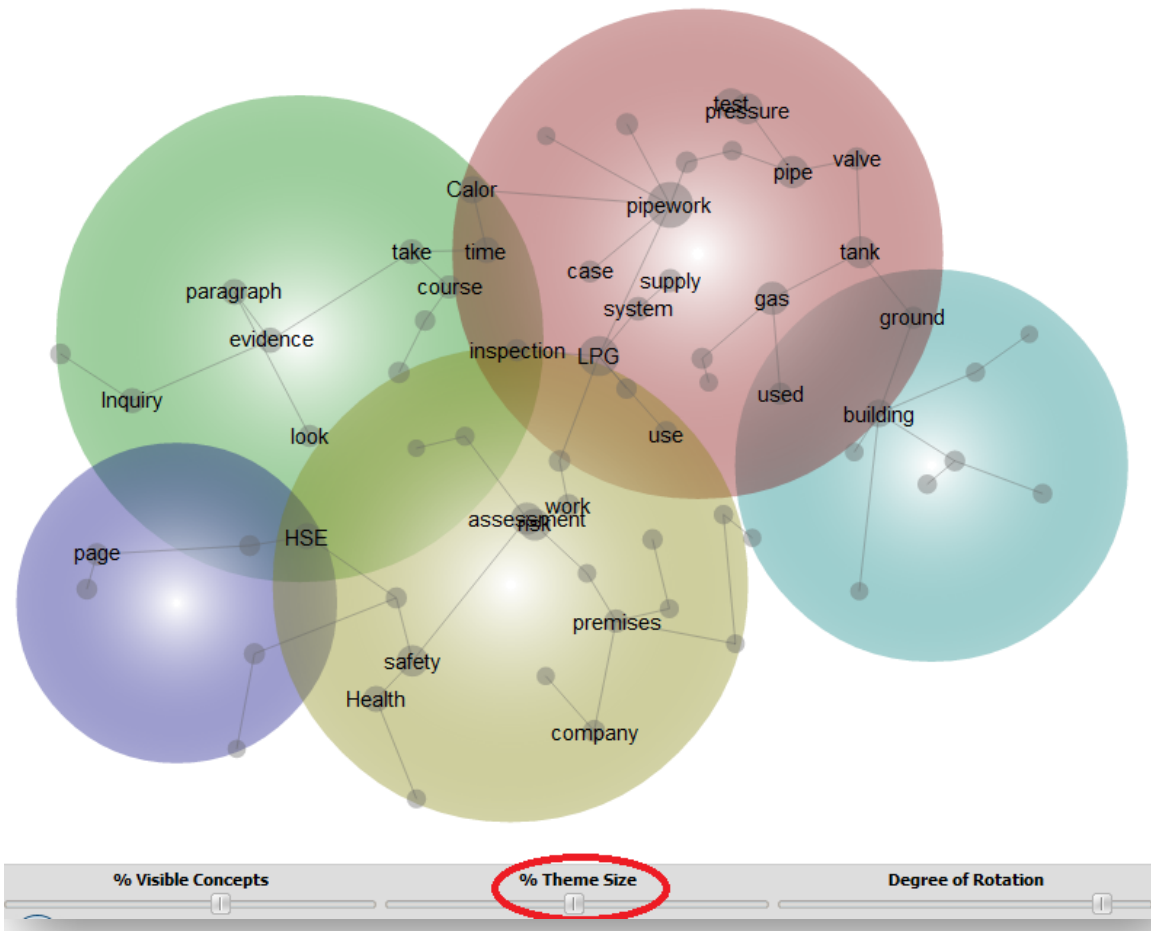 test
pressure
valve
pipe
Calor
pipework
take
time
tank
case
supply
course
paragraph
gas
system
ground
evidence
inspection
LPG
used
Inquiry
building
look
use
work
assessment
risk
HSE
page
premises
safety
Health
company
% Visible Concepts
% Theme Size
Degree of Rotation